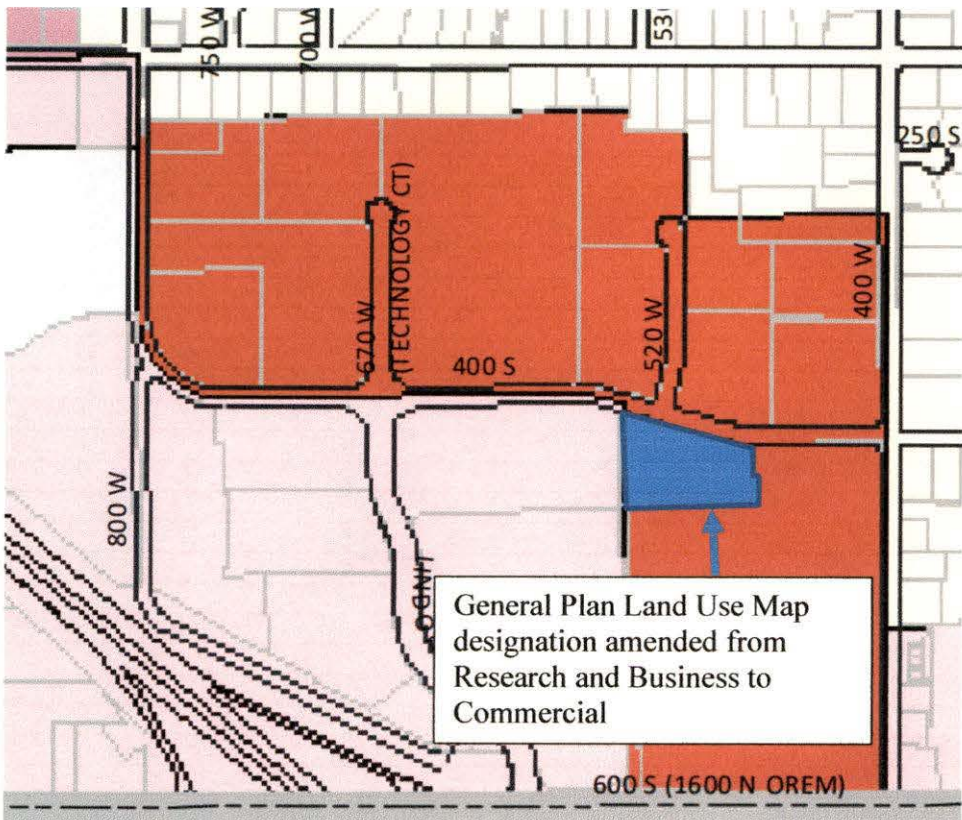 750 W
700 W
530
250 S
670 W
(TECHNOLOGY CT)
400 S
520 W
400 W
800 W
LINDO
General Plan Land Use Map
designation amended from
Research and Business to
Commercial
600 S (1600 N OREM)